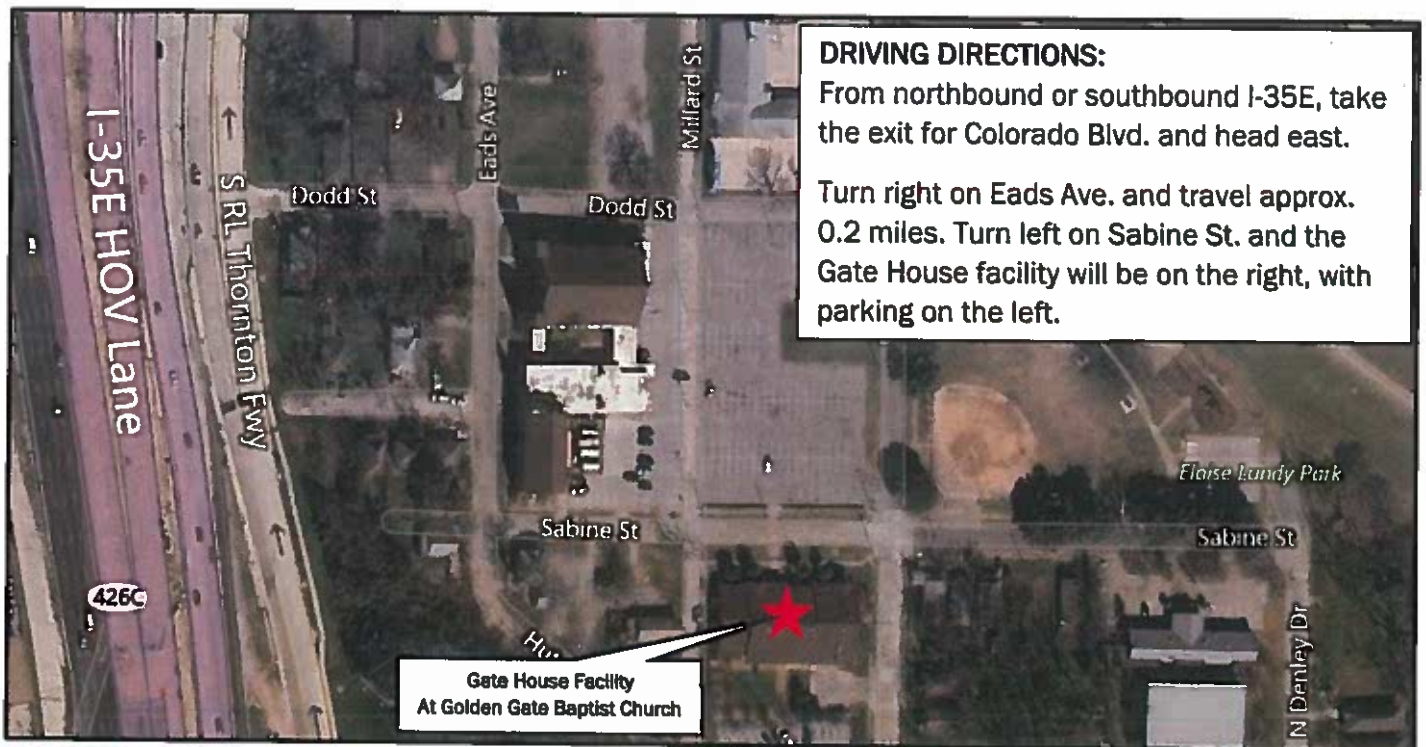 DRIVING DIRECTIONS:
From northbound or southbound I-35E, take
the exit for Colorado Blvd. and head east.
Turn right on Eads Ave. and travel approx.
0.2 miles. Turn left on Sabine St. and the
Gate House facility will be on the right, with
parking on the left.
I-35E HOV Lane
S RL Thornton Fwy
Eads Ave
Millard St
Dodd St
Dodd St
Eloise Lundy Park
Sabine St
Sabine St
426C
N Denley Dr
Gate House Facility
At Golden Gate Baptist Church